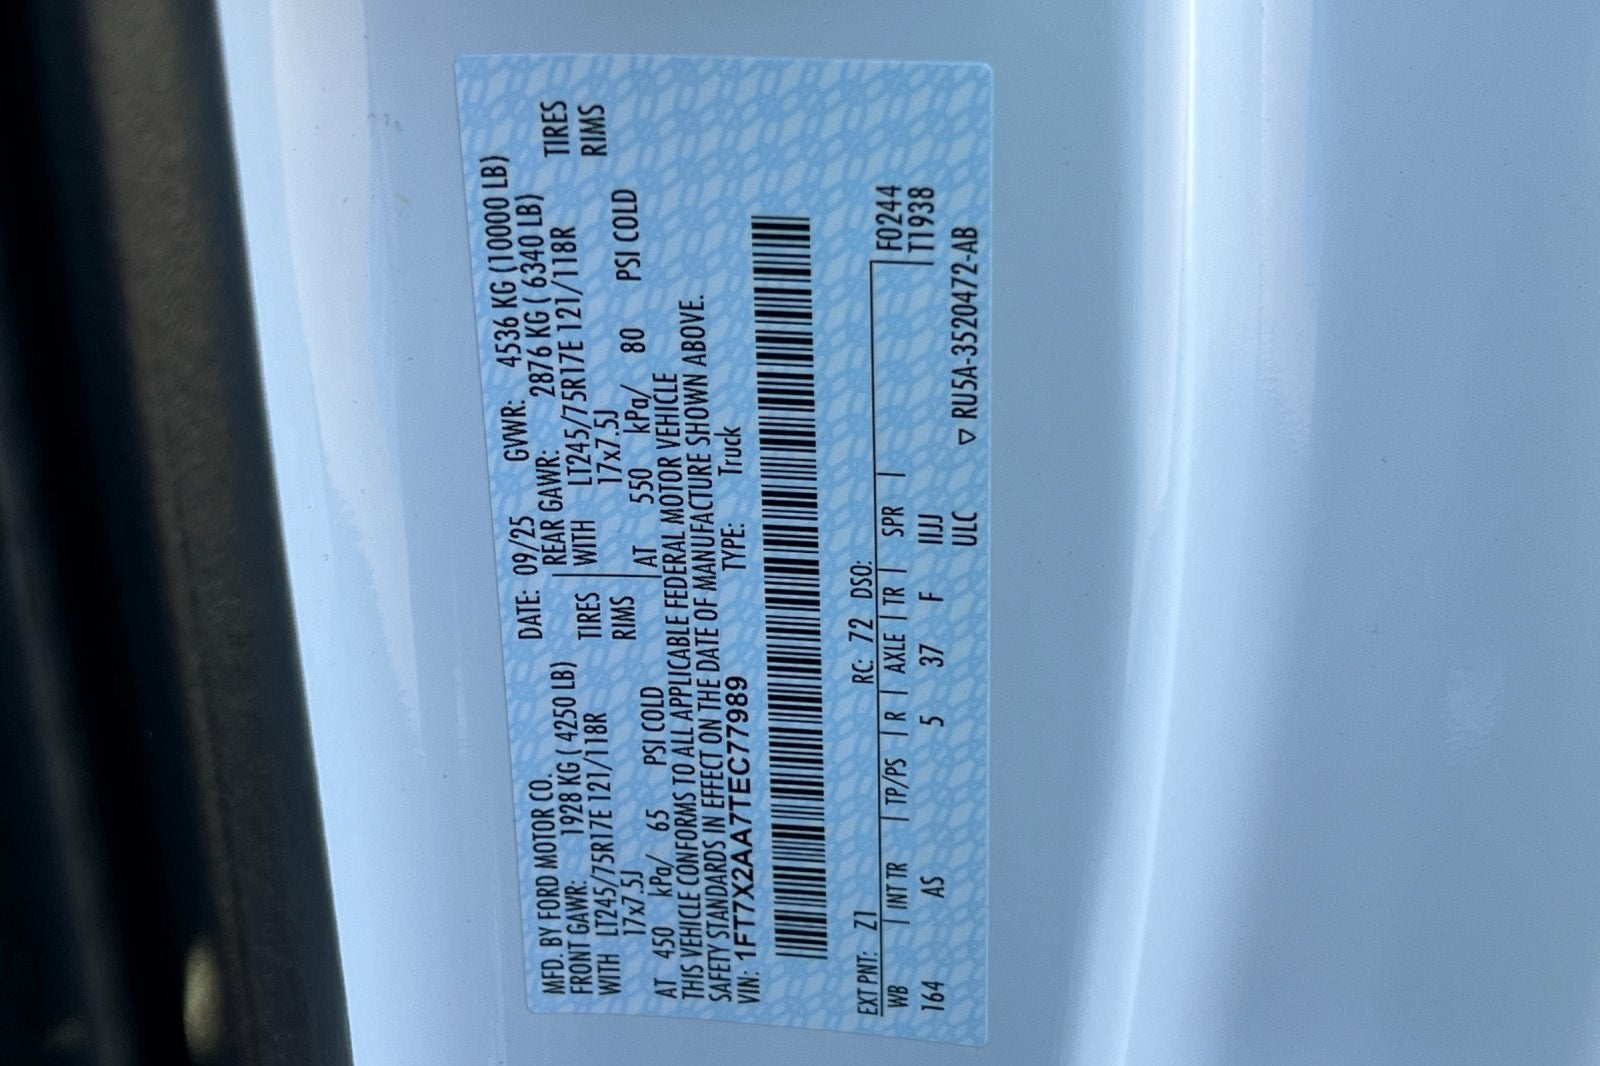 MFD. BY FORD MOTOR CO. DATE: 09/25 GVWR: 4536 KG (10000 LB)
FRONT GAWR: 1928 KG ( 4250 LB) REAR GAWR: 2876 KG ( 6340 LB)
WITH LT245/75R17E 121/118R TIRES WITH LT245/75R17E 121/118R TIRES
17x7.5J RIMS 17x7.5J RIMS
AT 450 kPa/ 65 PSI COLD AT 550 kPa/ 80 PSI COLD
THIS VEHICLE CONFORMS TO ALL APPLICABLE FEDERAL MOTOR VEHICLE
SAFETY STANDARDS IN EFFECT ON THE DATE OF MANUFACTURE SHOWN ABOVE.
VIN: 1FT7X2AA7TEC77989 TYPE: Truck
EXT PNT: Z1 RC: 72 DSO: F0244
WB | INT TR | TP/PS | R | AXLE | TR | SPR | T1938
164 AS 5 37 F IIJJ
ULC ▽ RU5A-3520472-AB